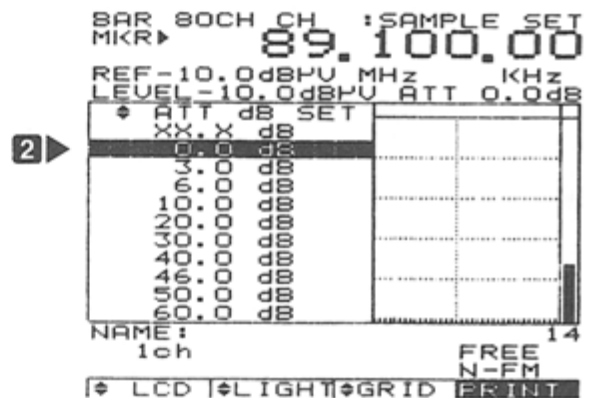 BAR 80CH CH :SAMPLE SET
MKR▶ 89.100.00
REF-10.0dBμV MHz KHz
LEVEL-10.0dBμV ATT 0.0dB
ATT dB SET
XX.X dB
2 ▶ 0.0 dB
3.0 dB
6.0 dB
10.0 dB
20.0 dB
30.0 dB
40.0 dB
46.0 dB
50.0 dB
60.0 dB
NAME: 14
1ch FREE
N-FM
LCD LIGHT GRID PRINT